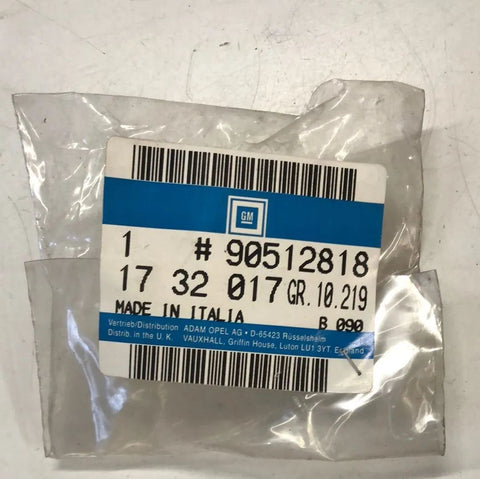 GM
1 # 90512818
17 32 017 GR. 10.219
MADE IN ITALIA B 090
Vertrieb/Distribution ADAM OPEL AG • D-65423 Rüsselsheim
Distrib. in the U. K. VAUXHALL, Griffin House, Luton LU1 3YT, England